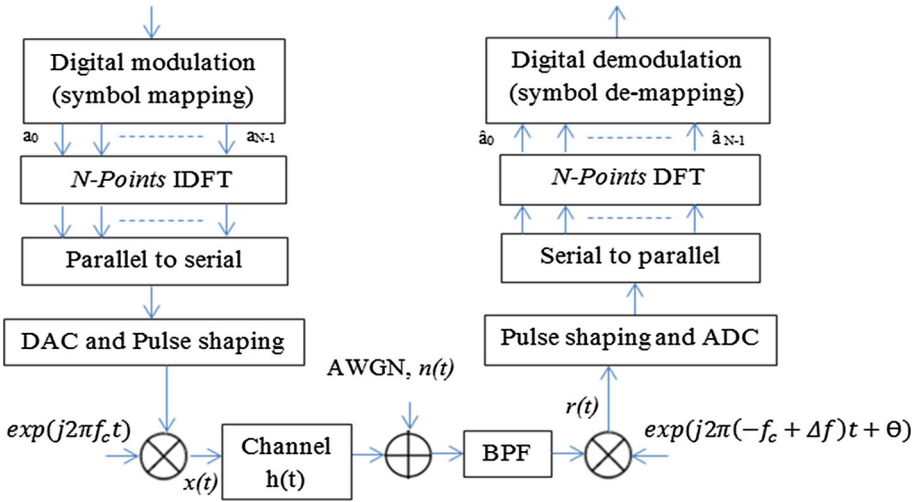 Digital modulation
(symbol mapping)
a0
aN-1
N-Points IDFT
Parallel to serial
DAC and Pulse shaping
exp(j2πfct)
x(t)
Channel
h(t)
AWGN, n(t)
BPF
r(t)
exp(j2π(−fc + Δf)t + Θ)
Pulse shaping and ADC
Serial to parallel
N-Points DFT
â0
â N-1
Digital demodulation
(symbol de-mapping)